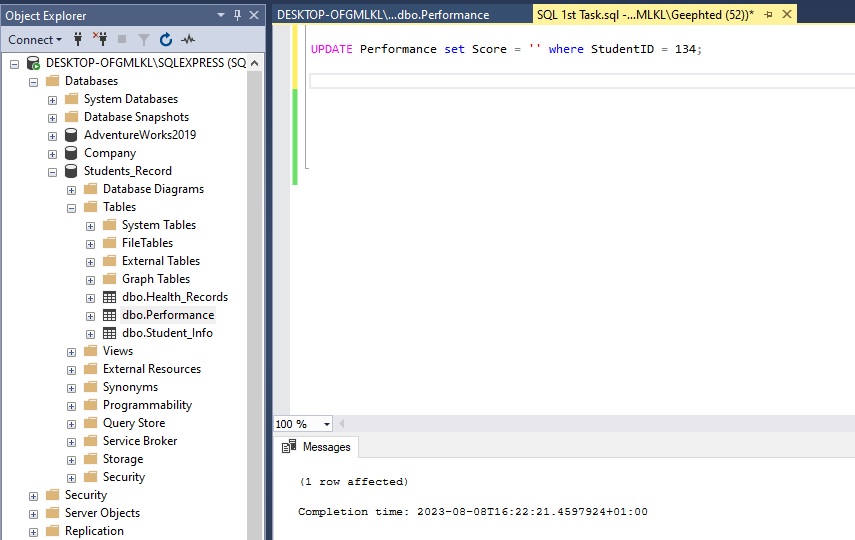 Object Explorer
Connect
DESKTOP-OFGMLKL\SQLEXPRESS (SQ
Databases
System Databases
Database Snapshots
AdventureWorks2019
Company
Students_Record
Database Diagrams
Tables
System Tables
FileTables
External Tables
Graph Tables
dbo.Health_Records
dbo.Performance
dbo.Student_Info
Views
External Resources
Synonyms
Programmability
Query Store
Service Broker
Storage
Security
Security
Server Objects
Replication
DESKTOP-OFGMLKL\...dbo.Performance
SQL 1st Task.sql -...MLKL\Geephted (52))*
UPDATE Performance set Score = '' where StudentID = 134;
100 %
Messages
(1 row affected)
Completion time: 2023-08-08T16:22:21.4597924+01:00